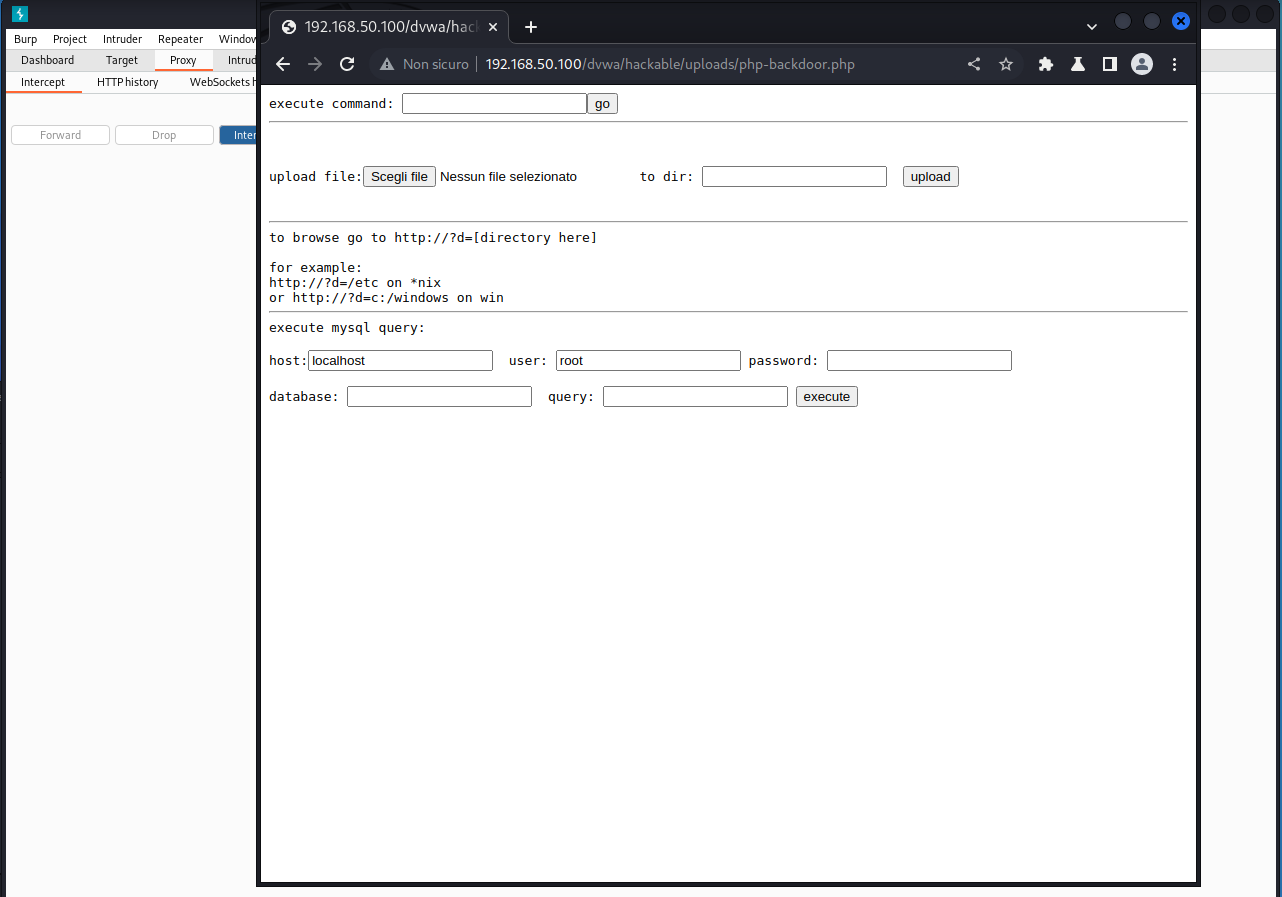 Burp Project Intruder Repeater Window
Dashboard Target Proxy Intrud
Intercept HTTP history WebSockets h
Forward Drop Inter
192.168.50.100/dvwa/hack
Non sicuro 192.168.50.100/dvwa/hackable/uploads/php-backdoor.php
execute command: go
upload file: Scegli file Nessun file selezionato to dir: upload
to browse go to http://?d=[directory here]
for example:
http://?d=/etc on *nix
or http://?d=c:/windows on win
execute mysql query:
host: localhost user: root password:
database: query: execute